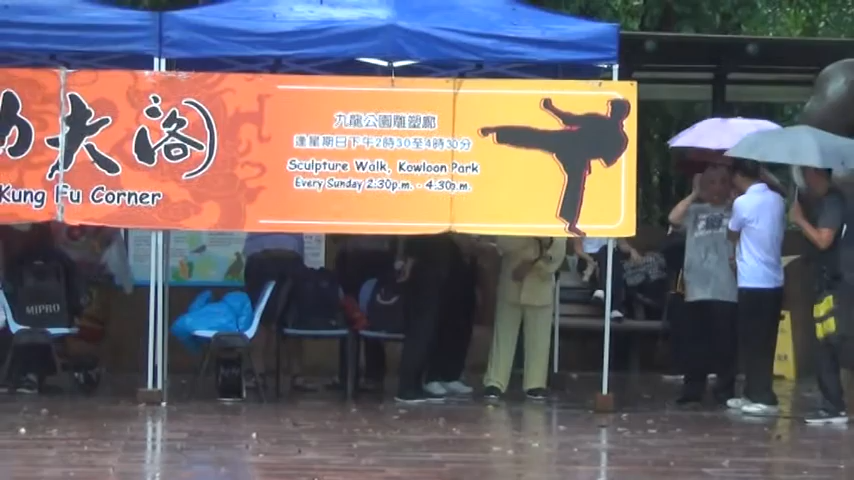 功夫閣
Kung Fu Corner
九龍公園雕塑廊
逢星期日下午2時30分至4時30分
Sculpture Walk, Kowloon Park
Every Sunday (2:30p.m. - 4:30p.m.)
MIPRO